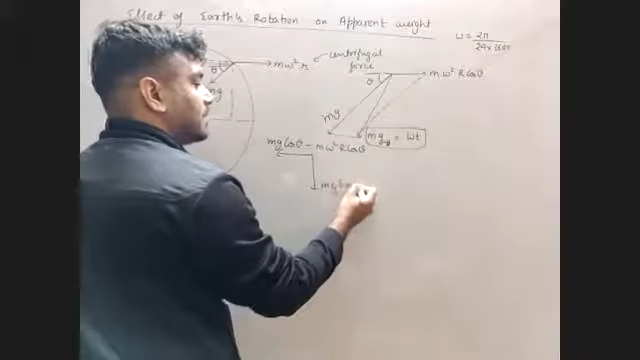 Effect of Earth's Rotation on Apparent weight
ω = 2π / 24×3600
mω²r
centrifugal force
θ
mg
θ
mω² R Cosθ
mg
= Wt
mg Cosθ - mω² R Cosθ